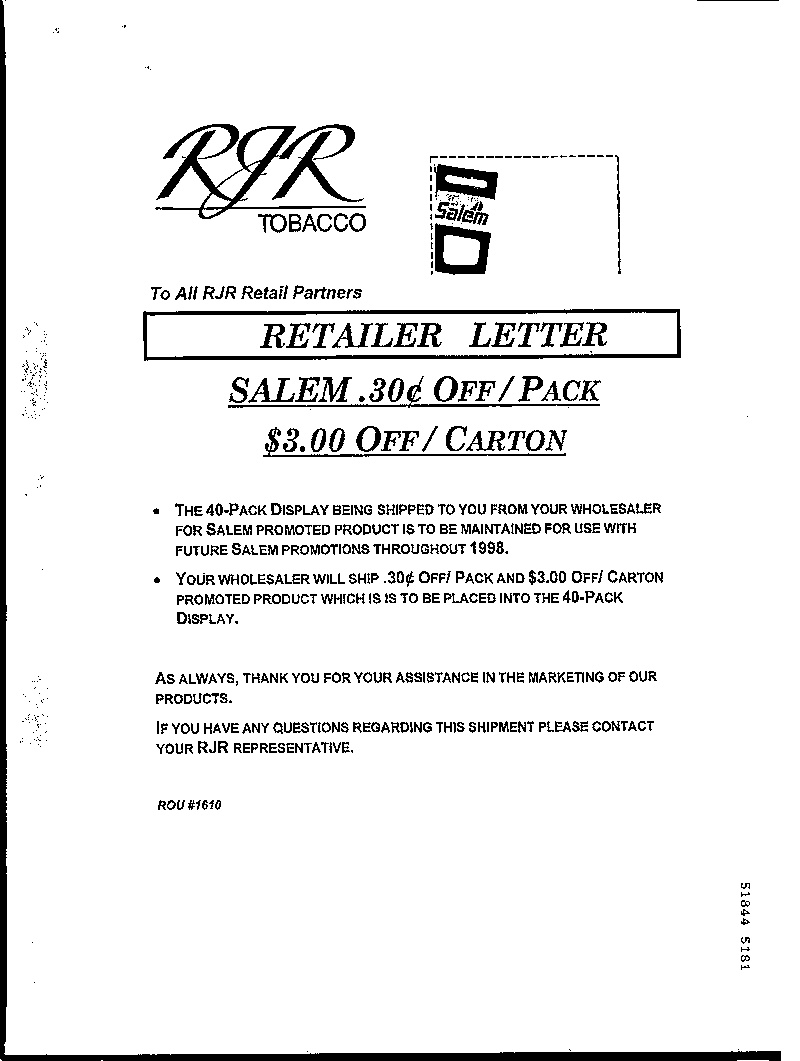 RJR
TOBACCO
Salem
To All RJR Retail Partners
RETAILER LETTER
SALEM .30¢ OFF/PACK
$3.00 OFF/ CARTON
• THE 40-PACK DISPLAY BEING SHIPPED TO YOU FROM YOUR WHOLESALER
FOR SALEM PROMOTED PRODUCT IS TO BE MAINTAINED FOR USE WITH
FUTURE SALEM PROMOTIONS THROUGHOUT 1998.
• YOUR WHOLESALER WILL SHIP .30¢ OFF/ PACK AND $3.00 OFF/ CARTON
PROMOTED PRODUCT WHICH IS IS TO BE PLACED INTO THE 40-PACK
DISPLAY.
AS ALWAYS, THANK YOU FOR YOUR ASSISTANCE IN THE MARKETING OF OUR
PRODUCTS.
IF YOU HAVE ANY QUESTIONS REGARDING THIS SHIPMENT PLEASE CONTACT
YOUR RJR REPRESENTATIVE.
ROU #1610
51844 5181